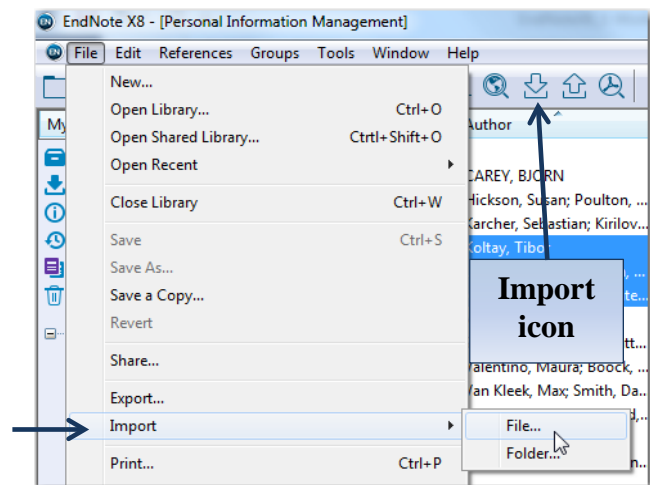 EndNote X8 - [Personal Information Management]
File Edit References Groups Tools Window Help
New...
Open Library... Ctrl+O
Open Shared Library... Ctrtl+Shift+O
Open Recent
Close Library Ctrl+W
Save Ctrl+S
Save As...
Save a Copy...
Revert
Share...
Export...
Import
Print... Ctrl+P
File...
Folder...
My
Author
CAREY, BJORN
Hickson, Susan; Poulton, ...
Karcher, Sebastian; Kirilov...
Koltay, Tibor
Valentino, Maura; Boock, ...
Van Kleek, Max; Smith, Da...
Import
icon